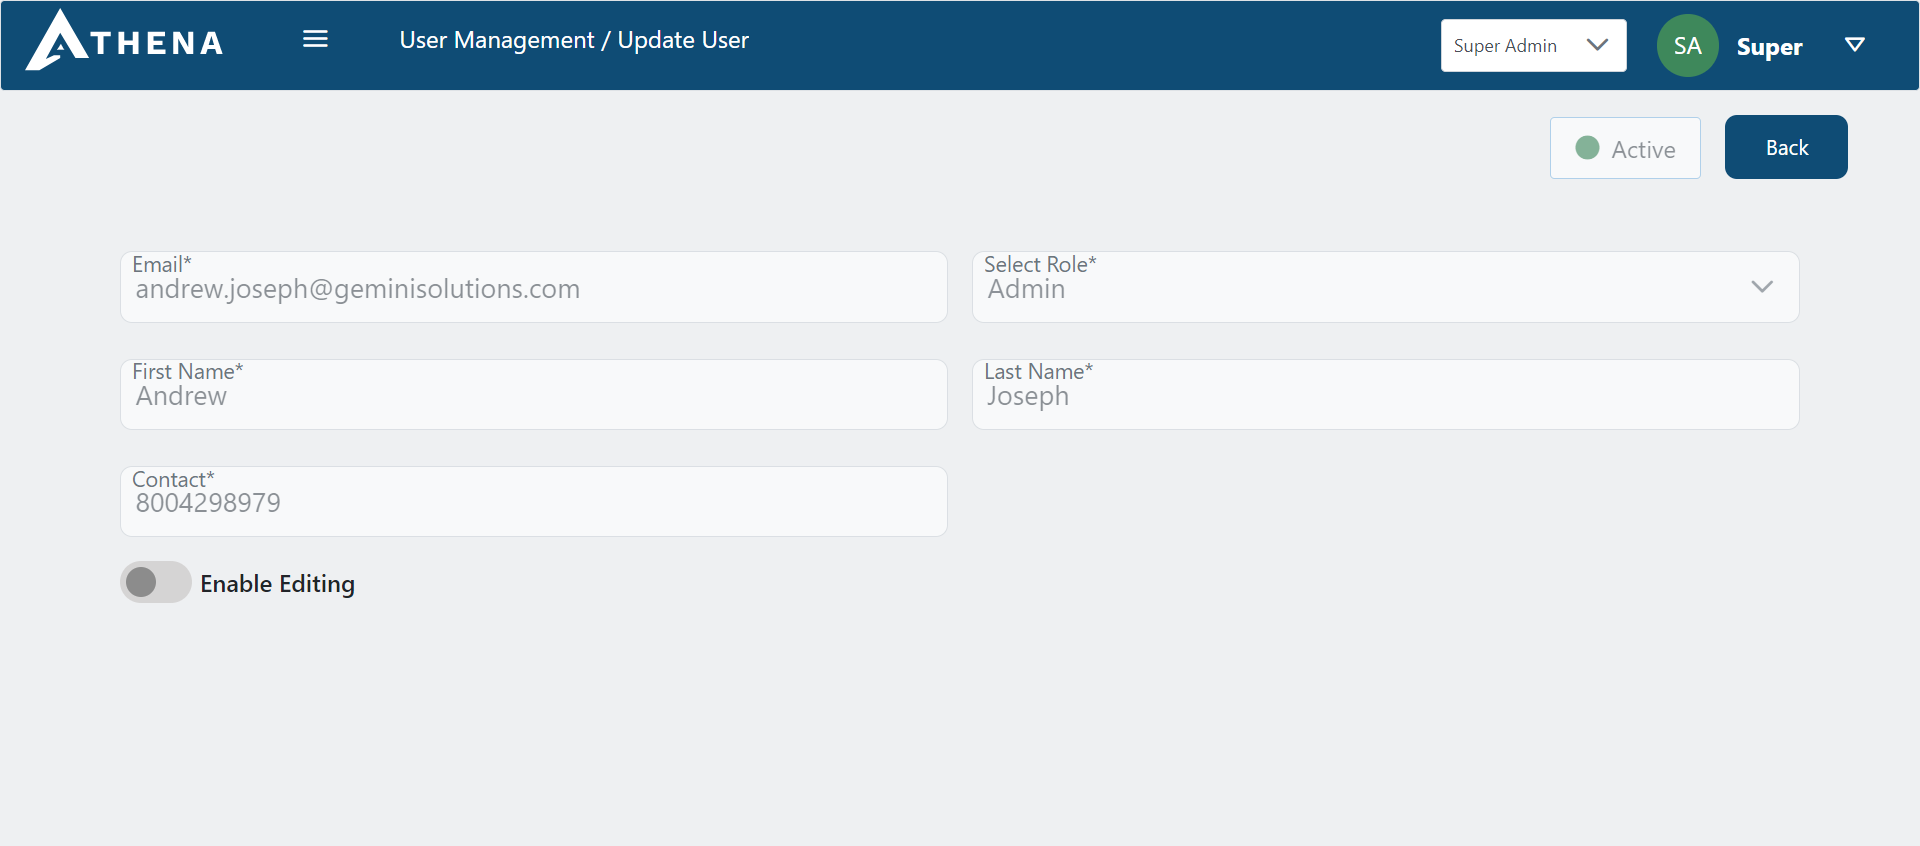 ATHENA
User Management / Update User
Super Admin
SA
Super
Active
Back
Email*
andrew.joseph@geminisolutions.com
Select Role*
Admin
First Name*
Andrew
Last Name*
Joseph
Contact*
8004298979
Enable Editing